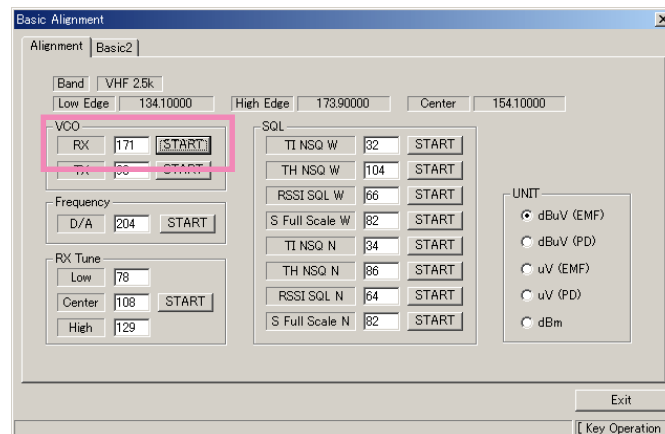 Basic Alignment
Alignment Basic2
Band VHF 2.5k
Low Edge 134.10000 High Edge 173.90000 Center 154.10000
VCO
RX 171 START
TX START
Frequency
D/A 204 START
RX Tune
Low 78
Center 108 START
High 129
SQL
TI NSQ W 32 START
TH NSQ W 104 START
RSSI SQL W 66 START
S Full Scale W 82 START
TI NSQ N 34 START
TH NSQ N 86 START
RSSI SQL N 64 START
S Full Scale N 82 START
UNIT
dBuV (EMF)
dBuV (PD)
uV (EMF)
uV (PD)
dBm
Exit
[ Key Operation